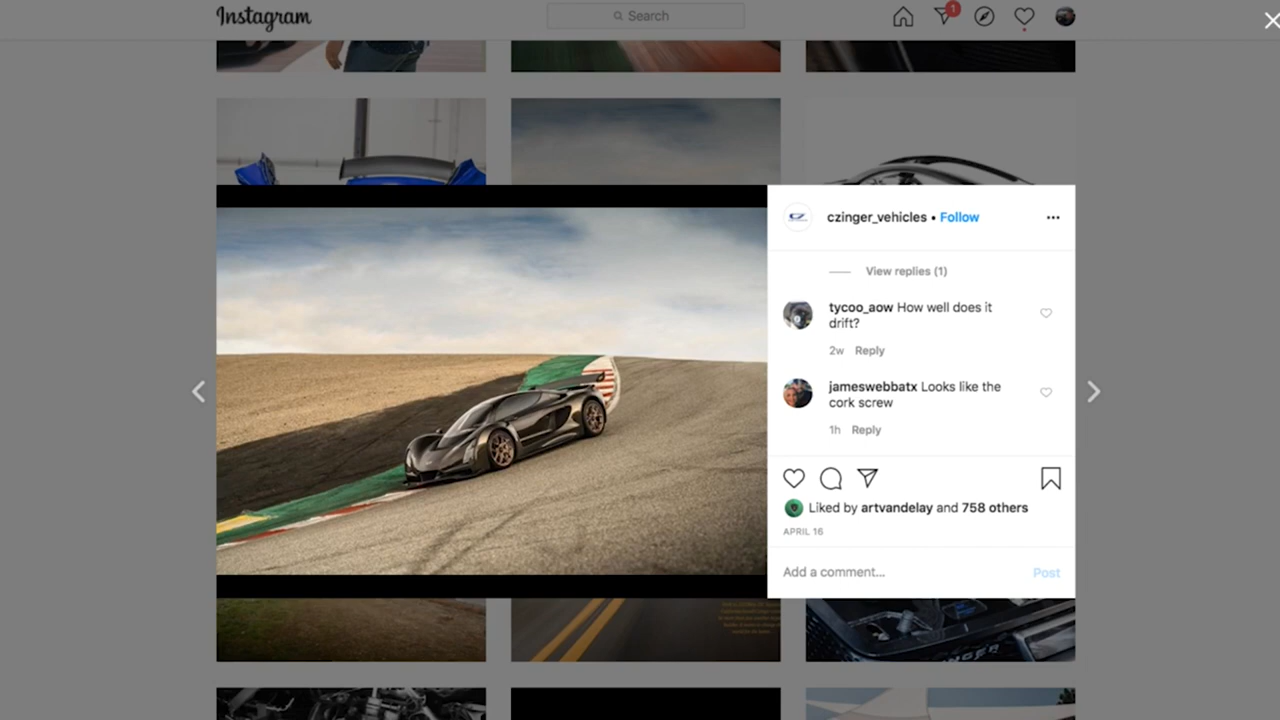 Instagram
Search
1
czinger_vehicles • Follow
View replies (1)
tycoo_aow How well does it
drift?
2w Reply
jameswebbatx Looks like the
cork screw
1h Reply
Liked by artvandelay and 758 others
APRIL 16
Add a comment...
Post